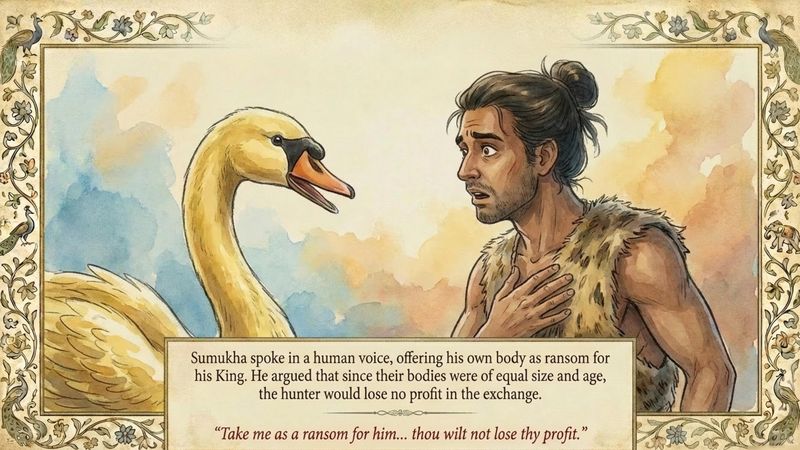 Sumukha spoke in a human voice, offering his own body as ransom for
his King. He argued that since their bodies were of equal size and age,
the hunter would lose no profit in the exchange.
“Take me as a ransom for him... thou wilt not lose thy profit.”